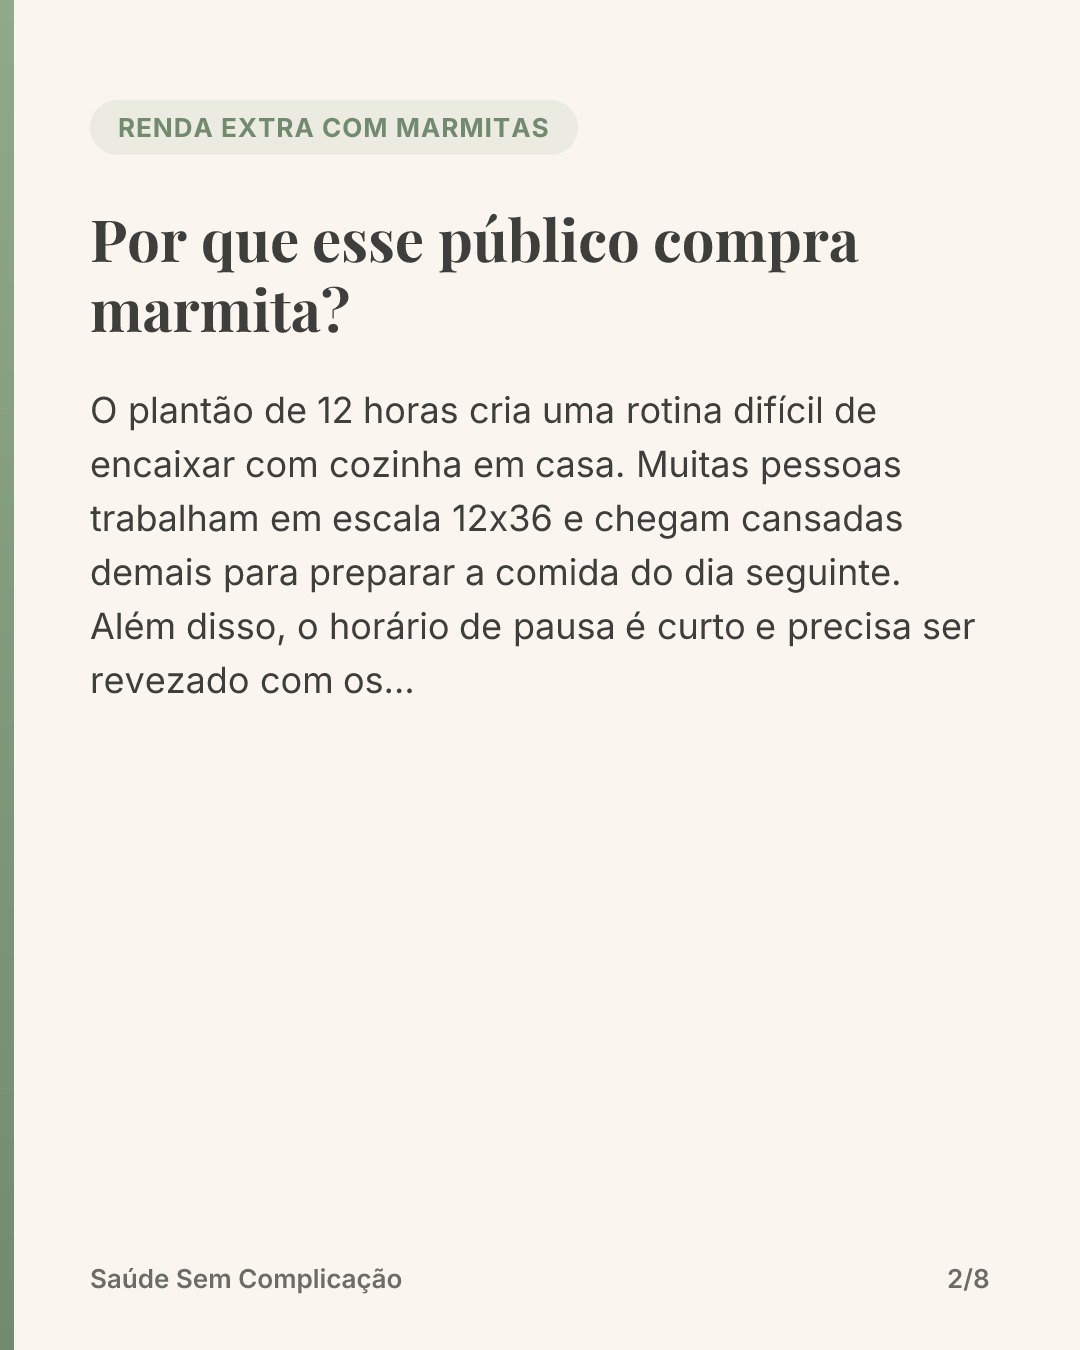 RENDA EXTRA COM MARMITAS
Por que esse público compra
marmita?
O plantão de 12 horas cria uma rotina difícil de
encaixar com cozinha em casa. Muitas pessoas
trabalham em escala 12x36 e chegam cansadas
demais para preparar a comida do dia seguinte.
Além disso, o horário de pausa é curto e precisa ser
revezado com os...
Saúde Sem Complicação
2/8